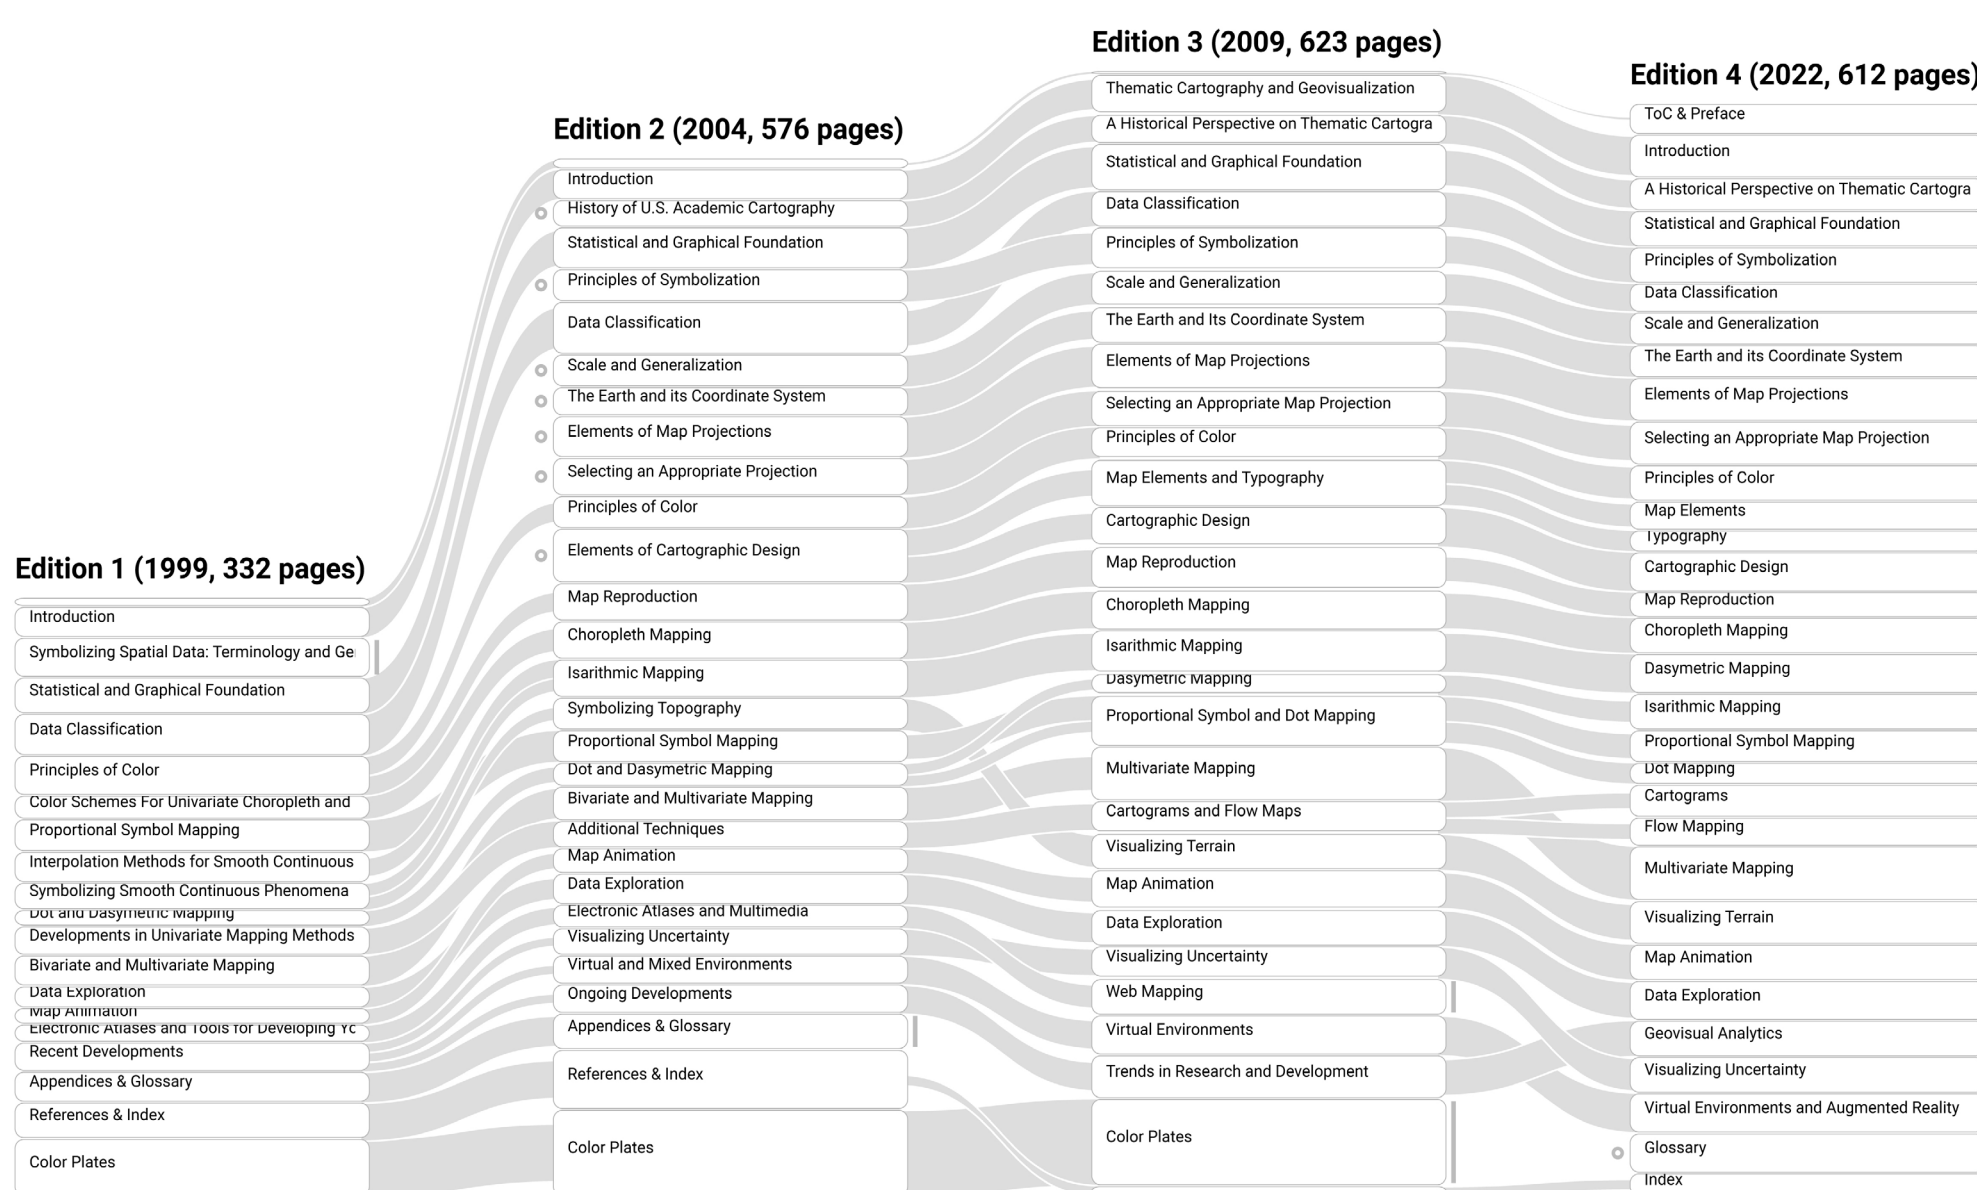 Edition 1 (1999, 332 pages)
Introduction
Symbolizing Spatial Data: Terminology and Ge
Statistical and Graphical Foundation
Data Classification
Principles of Color
Color Schemes For Univariate Choropleth and
Proportional Symbol Mapping
Interpolation Methods for Smooth Continuous
Symbolizing Smooth Continuous Phenomena
Dot and Dasymetric Mapping
Developments in Univariate Mapping Methods
Bivariate and Multivariate Mapping
Data Exploration
Map Animation
Electronic Atlases and Tools for Developing Yo
Recent Developments
Appendices & Glossary
References & Index
Color Plates
Edition 2 (2004, 576 pages)
Introduction
History of U.S. Academic Cartography
Statistical and Graphical Foundation
Principles of Symbolization
Data Classification
Scale and Generalization
The Earth and its Coordinate System
Elements of Map Projections
Selecting an Appropriate Projection
Principles of Color
Elements of Cartographic Design
Map Reproduction
Choropleth Mapping
Isarithmic Mapping
Symbolizing Topography
Proportional Symbol Mapping
Dot and Dasymetric Mapping
Bivariate and Multivariate Mapping
Additional Techniques
Map Animation
Data Exploration
Electronic Atlases and Multimedia
Visualizing Uncertainty
Virtual and Mixed Environments
Ongoing Developments
Appendices & Glossary
References & Index
Color Plates
Edition 3 (2009, 623 pages)
Thematic Cartography and Geovisualization
A Historical Perspective on Thematic Cartogra
Statistical and Graphical Foundation
Data Classification
Principles of Symbolization
Scale and Generalization
The Earth and Its Coordinate System
Elements of Map Projections
Selecting an Appropriate Map Projection
Principles of Color
Map Elements and Typography
Cartographic Design
Map Reproduction
Choropleth Mapping
Isarithmic Mapping
Dasymetric Mapping
Proportional Symbol and Dot Mapping
Multivariate Mapping
Cartograms and Flow Maps
Visualizing Terrain
Map Animation
Data Exploration
Visualizing Uncertainty
Web Mapping
Virtual Environments
Trends in Research and Development
Color Plates
Edition 4 (2022, 612 pages)
ToC & Preface
Introduction
A Historical Perspective on Thematic Cartogra
Statistical and Graphical Foundation
Principles of Symbolization
Data Classification
Scale and Generalization
The Earth and its Coordinate System
Elements of Map Projections
Selecting an Appropriate Map Projection
Principles of Color
Map Elements
Typography
Cartographic Design
Map Reproduction
Choropleth Mapping
Dasymetric Mapping
Isarithmic Mapping
Proportional Symbol Mapping
Dot Mapping
Cartograms
Flow Mapping
Multivariate Mapping
Visualizing Terrain
Map Animation
Data Exploration
Geovisual Analytics
Visualizing Uncertainty
Virtual Environments and Augmented Reality
Glossary
Index